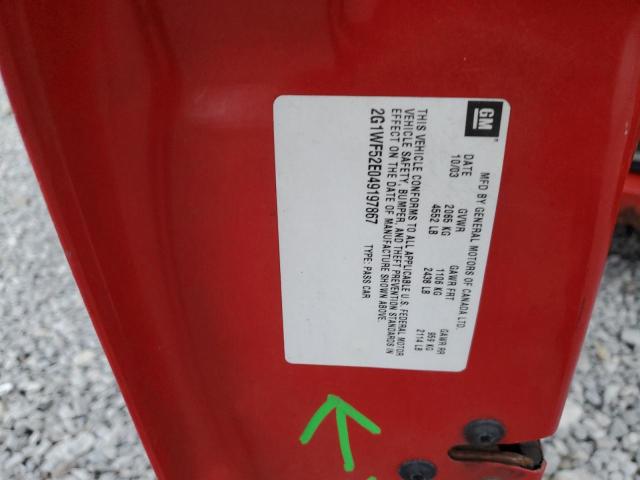 GM
MFD BY GENERAL MOTORS OF CANADA LTD.
DATE GVWR GAWR FRT GAWR RR
10/03 2065 KG 1106 KG 959 KG
4552 LB 2438 LB 2114 LB
THIS VEHICLE CONFORMS TO ALL APPLICABLE U.S. FEDERAL MOTOR
VEHICLE SAFETY, BUMPER, AND THEFT PREVENTION STANDARDS IN
EFFECT ON THE DATE OF MANUFACTURE SHOWN ABOVE.
2G1WF52E049197867 TYPE: PASS CAR